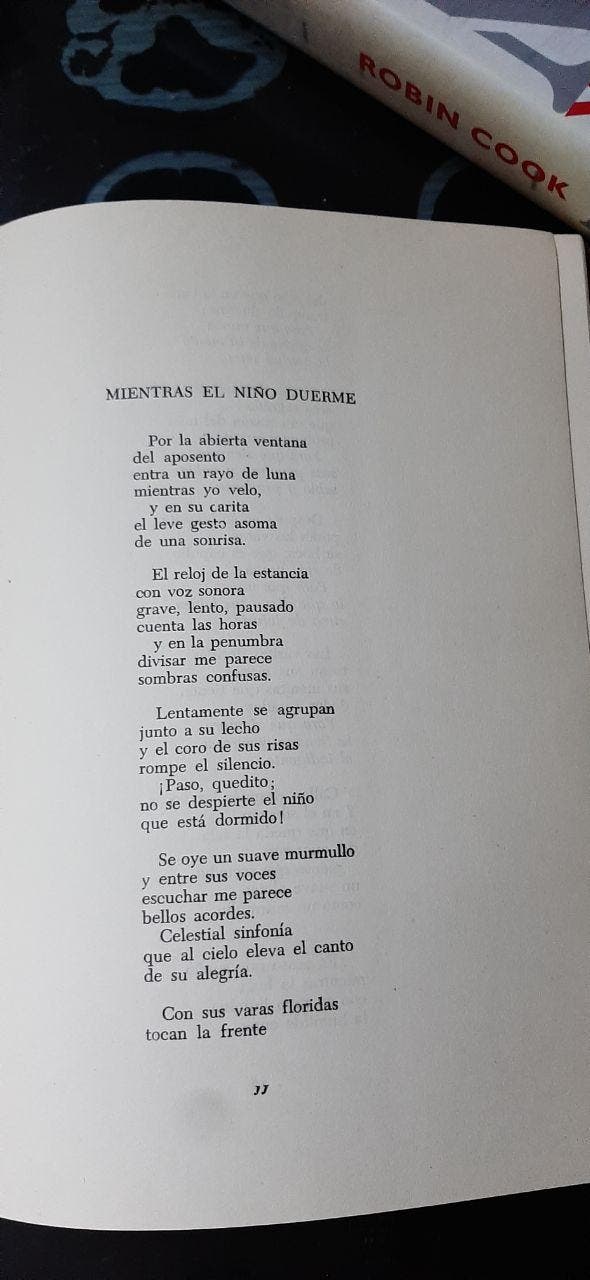 ROBIN COOK
MIENTRAS EL NIÑO DUERME
Por la abierta ventana
del aposento
entra un rayo de luna
mientras yo velo,
y en su carita
el leve gesto asoma
de una sonrisa.
El reloj de la estancia
con voz sonora
grave, lento, pausado
cuenta las horas
y en la penumbra
divisar me parece
sombras confusas.
Lentamente se agrupan
junto a su lecho
y el coro de sus risas
rompe el silencio.
¡Paso, quedito;
no se despierte el niño
que está dormido!
Se oye un suave murmullo
y entre sus voces
escuchar me parece
bellos acordes.
Celestial sinfonía
que al cielo eleva el canto
de su alegría.
Con sus varas floridas
tocan la frente